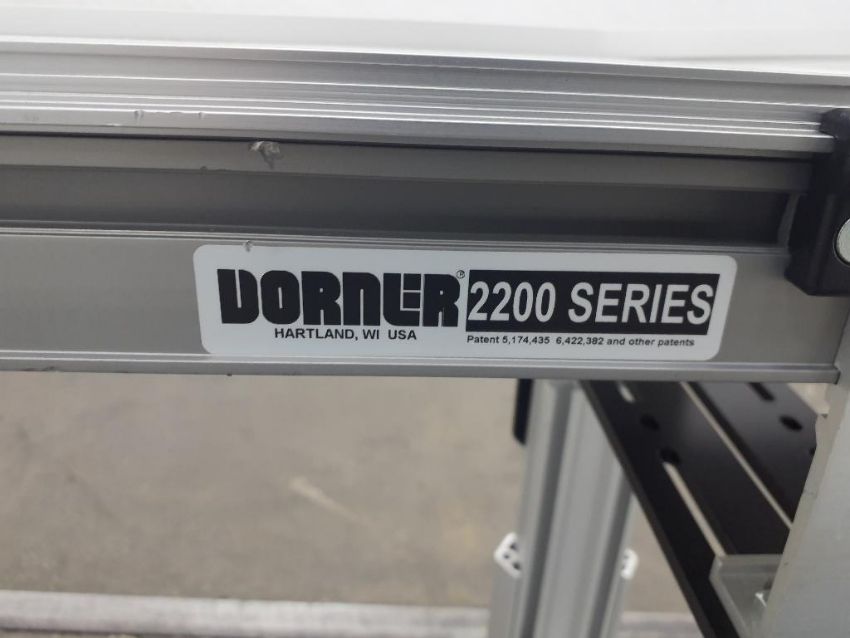 DORNER® 2200 SERIES
HARTLAND, WI USA
Patent 5,174,435 6,422,382 and other patents